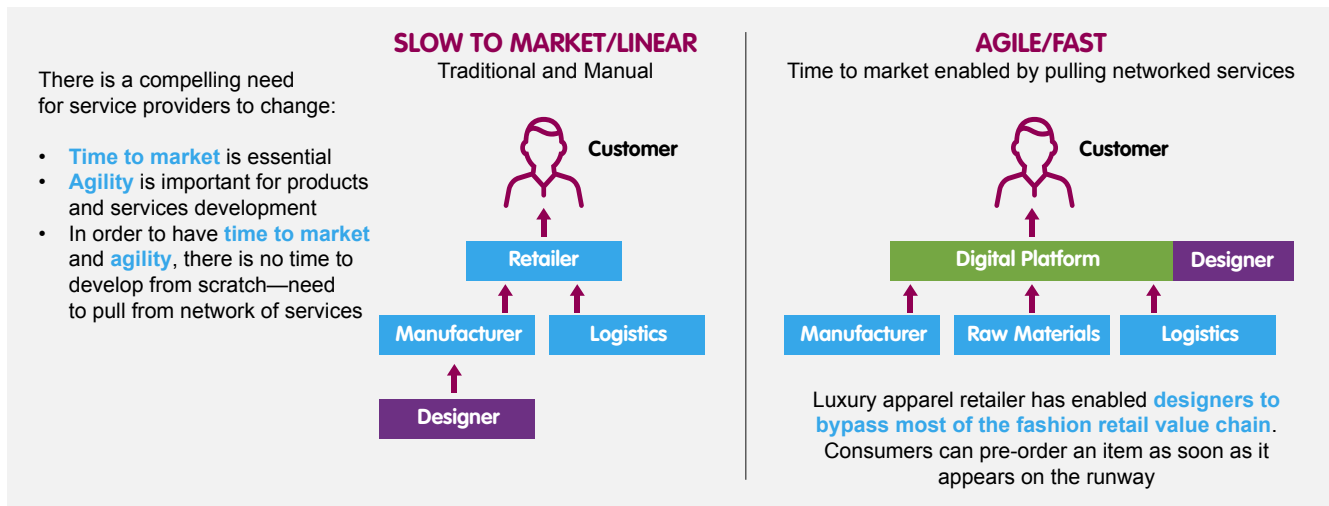 There is a compelling need
for service providers to change:
• Time to market is essential
• Agility is important for products
and services development
• In order to have time to market
and agility, there is no time to
develop from scratch—need
to pull from network of services
SLOW TO MARKET/LINEAR
Traditional and Manual
Customer
Retailer
Manufacturer
Logistics
Designer
AGILE/FAST
Time to market enabled by pulling networked services
Customer
Digital Platform
Designer
Manufacturer
Raw Materials
Logistics
Luxury apparel retailer has enabled designers to
bypass most of the fashion retail value chain.
Consumers can pre-order an item as soon as it
appears on the runway